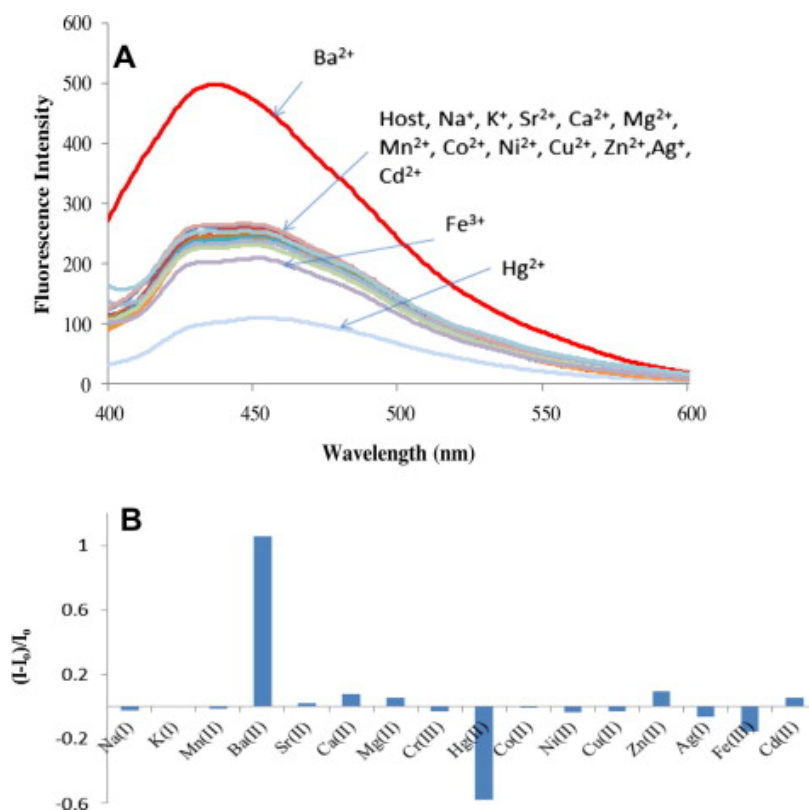 600
A
Ba²⁺
500
Host, Na⁺, K⁺, Sr²⁺, Ca²⁺, Mg²⁺,
400
Mn²⁺, Co²⁺, Ni²⁺, Cu²⁺, Zn²⁺,Ag⁺,
Cd²⁺
300
Fe³⁺
200
Hg²⁺
100
0
Fluorescence Intensity
400 450 500 550 600
Wavelength (nm)
B
1
0.6
0.2
-0.2
-0.6
(I-I₀)/I₀
Na(I) K(I) Mn(II) Ba(II) Sr(II) Ca(II) Mg(II) Cr(III) Hg(II) Co(II) Ni(II) Cu(II) Zn(II) Ag(I) Fe(III) Cd(II)